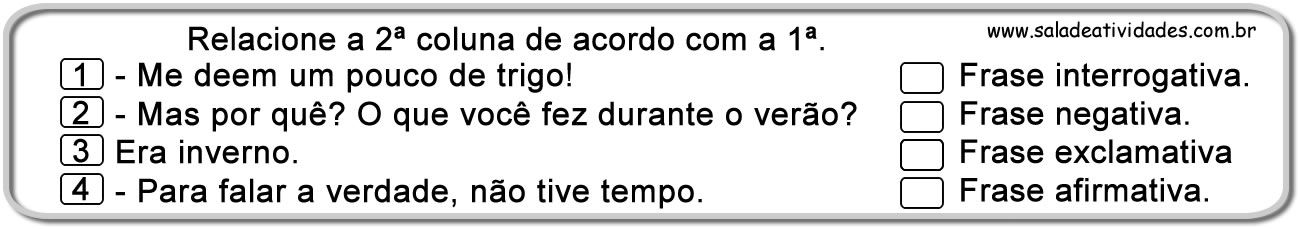 Relacione a 2ª coluna de acordo com a 1ª.
www.saladeatividades.com.br
1 - Me deem um pouco de trigo!
Frase interrogativa.
2 - Mas por quê? O que você fez durante o verão?
Frase negativa.
3 Era inverno.
Frase exclamativa
4 - Para falar a verdade, não tive tempo.
Frase afirmativa.